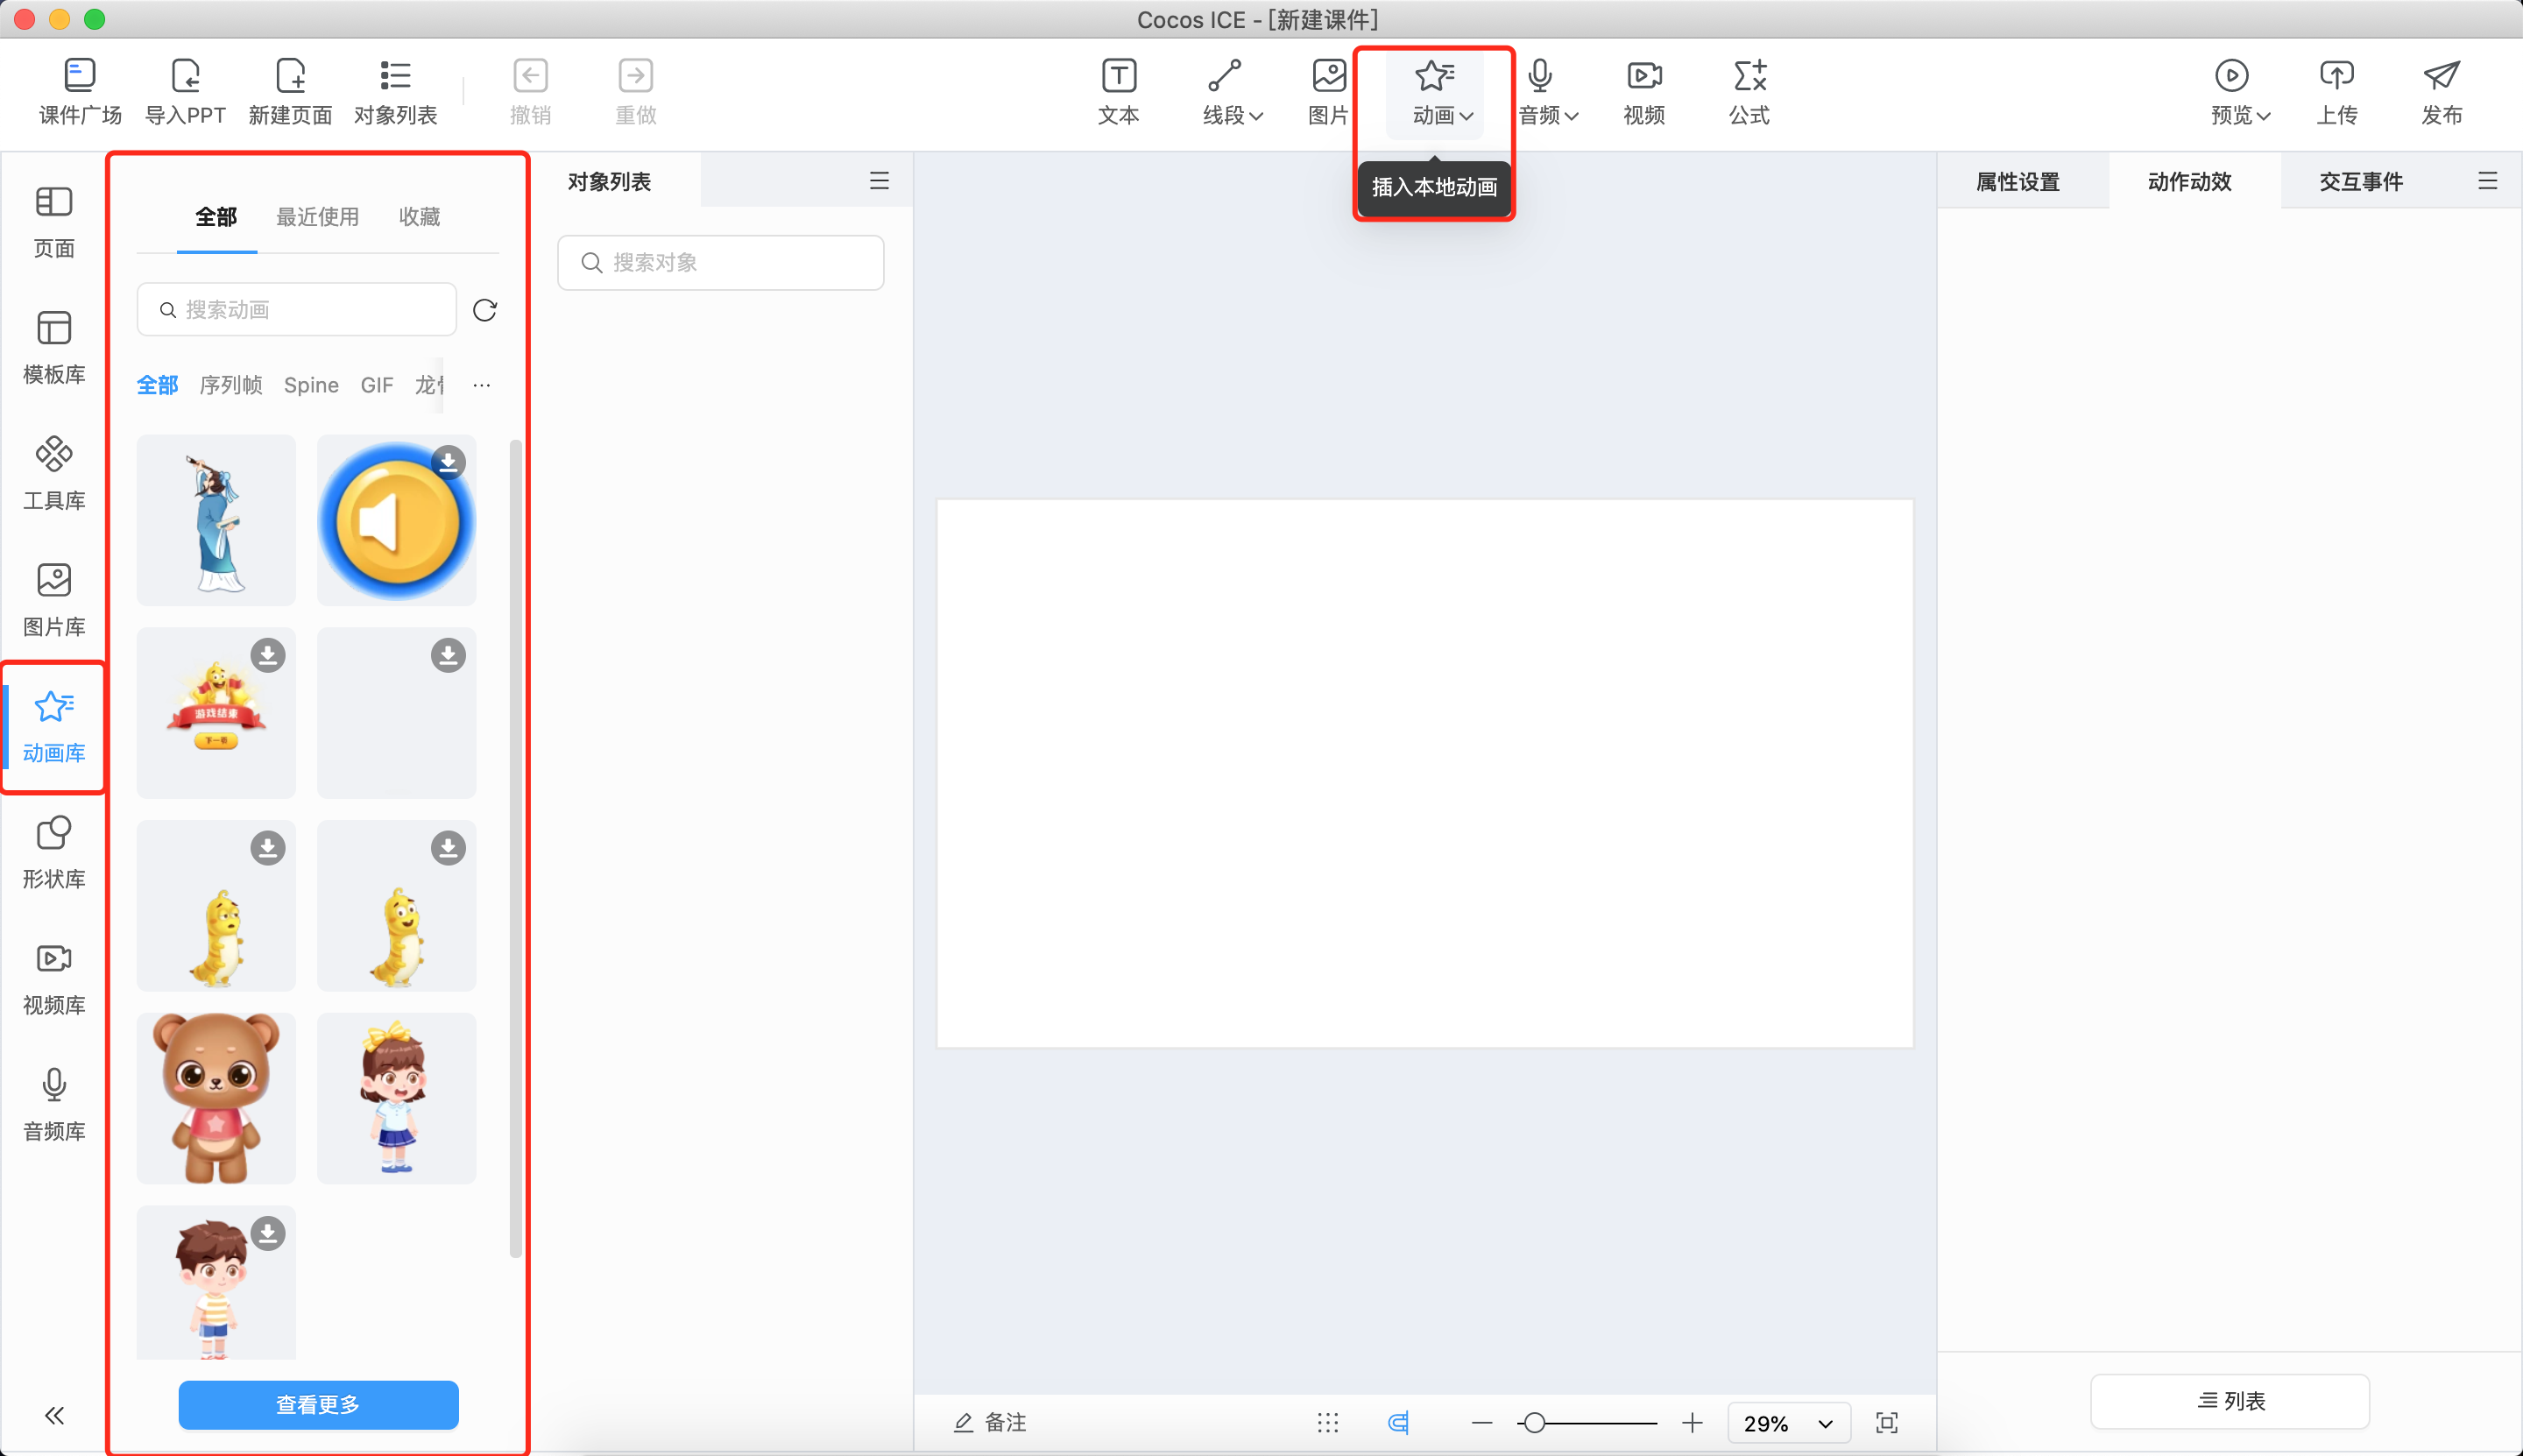 Cocos ICE - [新建课件]
课件广场 导入PPT 新建页面 对象列表 撤销 重做 文本 线段 图片 动画 音频 视频 公式 预览 上传 发布
插入本地动画
页面
模板库
工具库
图片库
动画库
形状库
视频库
音频库
全部 最近使用 收藏
搜索动画
全部 序列帧 Spine GIF 龙
游戏结束
查看更多
对象列表
搜索对象
备注
29%
属性设置 动作动效 交互事件
列表